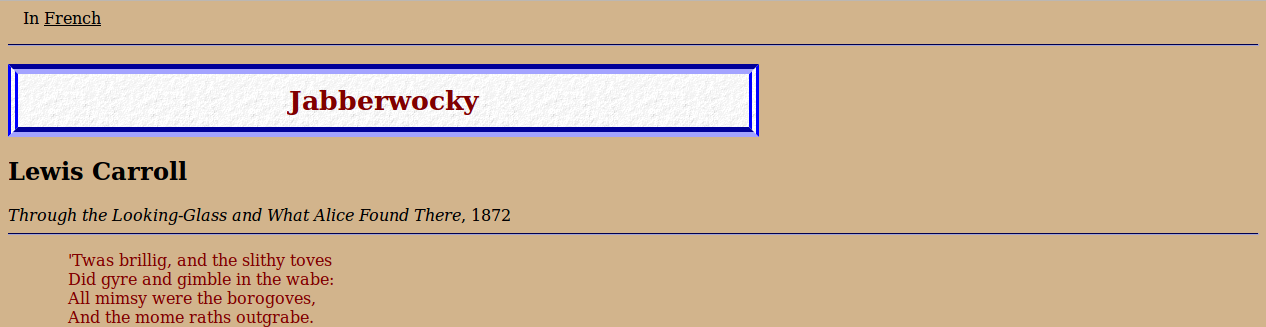 In French
Jabberwocky
Lewis Carroll
Through the Looking-Glass and What Alice Found There, 1872
'Twas brillig, and the slithy toves
Did gyre and gimble in the wabe:
All mimsy were the borogoves,
And the mome raths outgrabe.